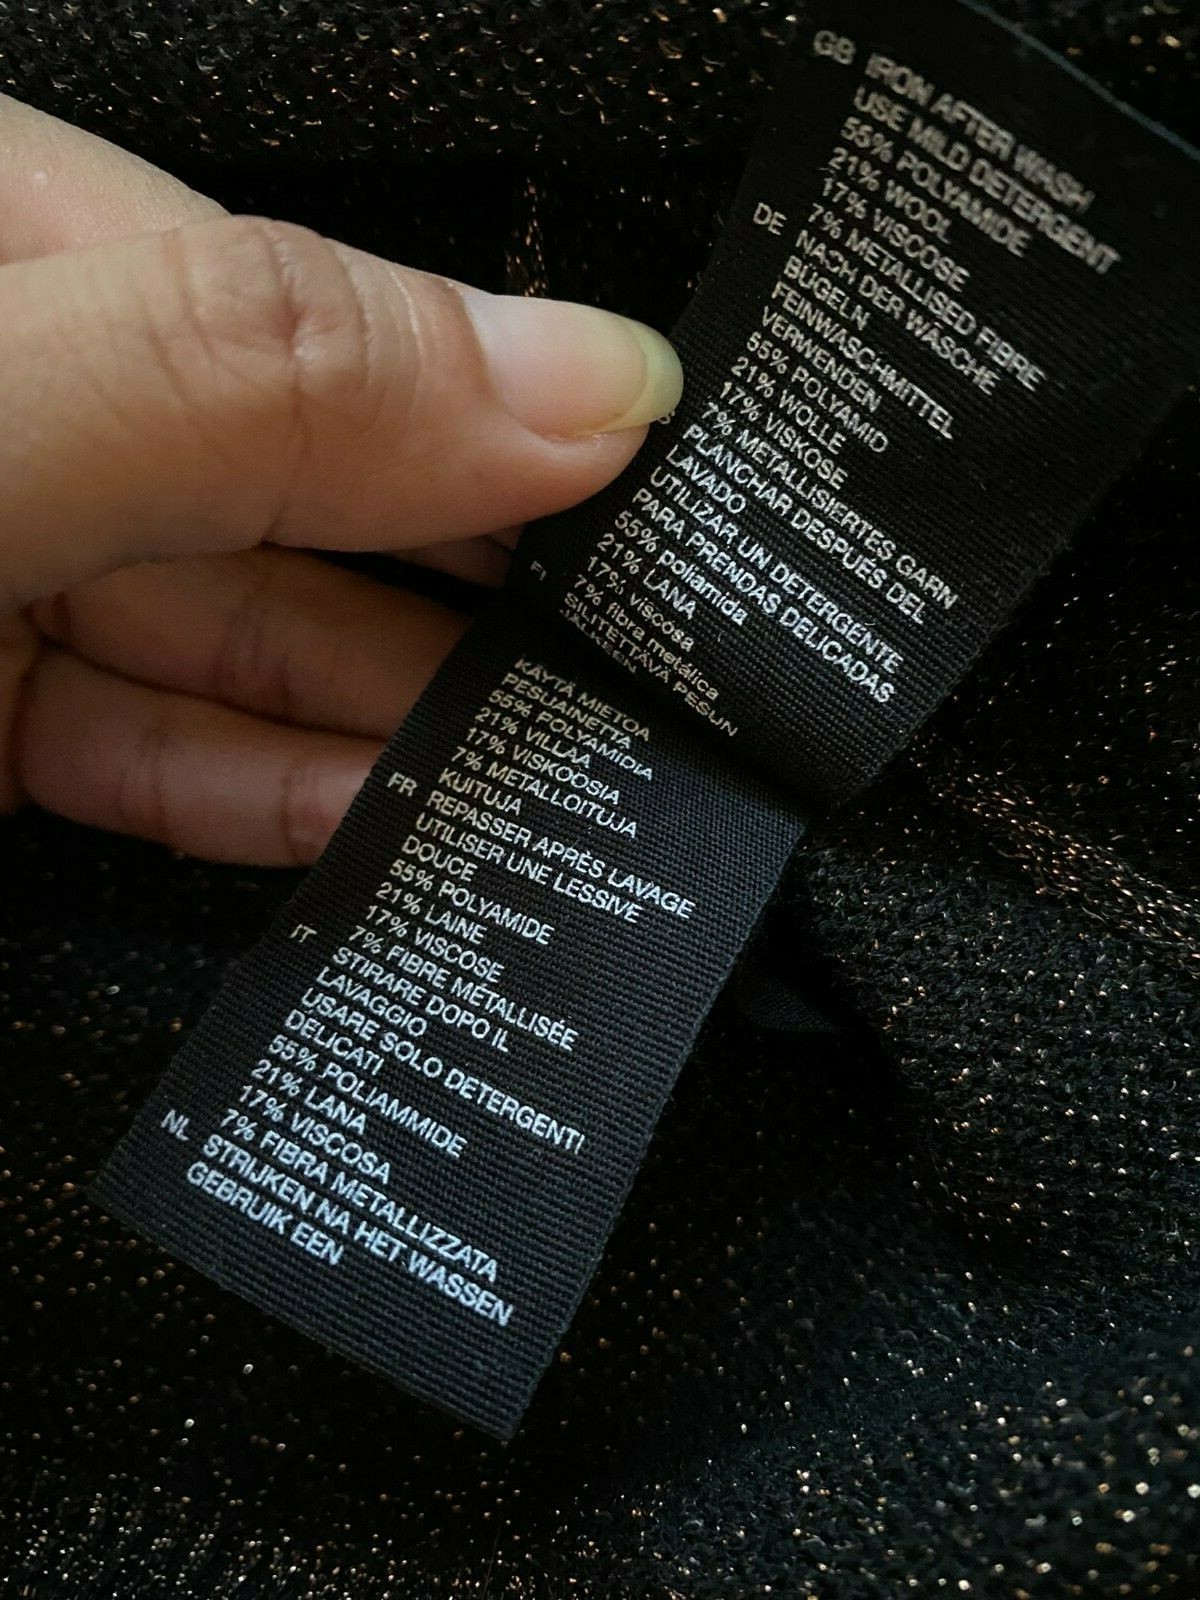 GB IRON AFTER WASH
USE MILD DETERGENT
55% POLYAMIDE
21% WOOL
17% VISCOSE
7% METALLISED FIBRE
DE NACH DER WÄSCHE
BÜGELN
FEINWASCHMITTEL
VERWENDEN
55% POLYAMID
21% WOLLE
17% VISKOSE
7% METALLISIERTES GARN
PLANCHAR DESPUÉS DEL
LAVADO
UTILIZAR UN DETERGENTE
PARA PRENDAS DELICADAS
55% poliamida
21% LANA
17% viscosa
7% fibra metálica
FI SILITETTÄVÄ PESUN
JÄLKEEN
KÄYTÄ MIETOA
PESUAINETTA
55% POLYAMIDIA
21% VILLAA
17% VISKOOSIA
7% METALLOITUJA
KUITUJA
FR REPASSER APRÈS LAVAGE
UTILISER UNE LESSIVE
DOUCE
55% POLYAMIDE
21% LAINE
17% VISCOSE
7% FIBRE MÉTALLISÉE
IT STIRARE DOPO IL
LAVAGGIO
USARE SOLO DETERGENTI
DELICATI
55% POLIAMMIDE
21% LANA
17% VISCOSA
7% FIBRA METALLIZZATA
NL STRIJKEN NA HET WASSEN
GEBRUIK EEN